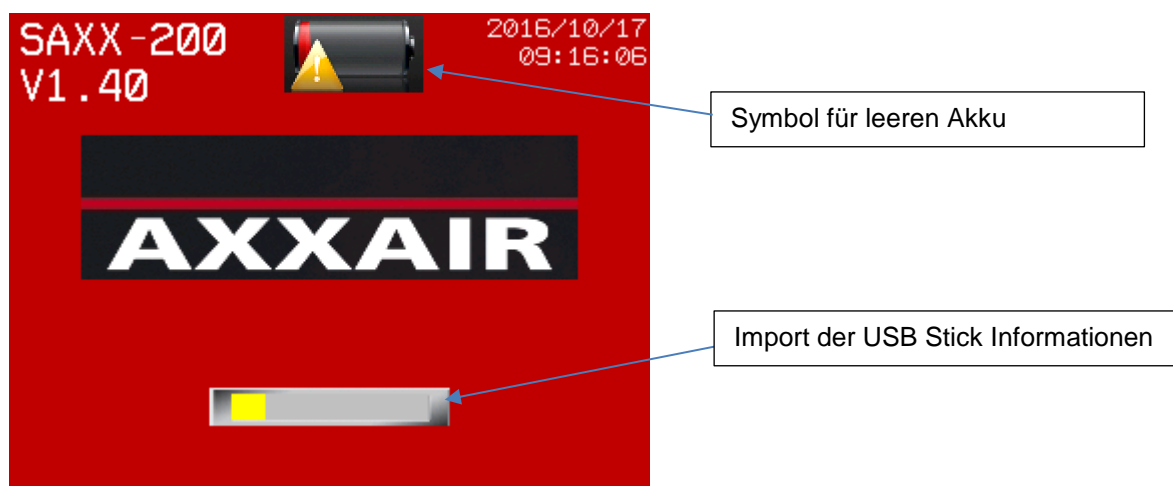 SAXX-200
V1.40
2016/10/17
09:16:06
Symbol für leeren Akku
AXXAIR
Import der USB Stick Informationen